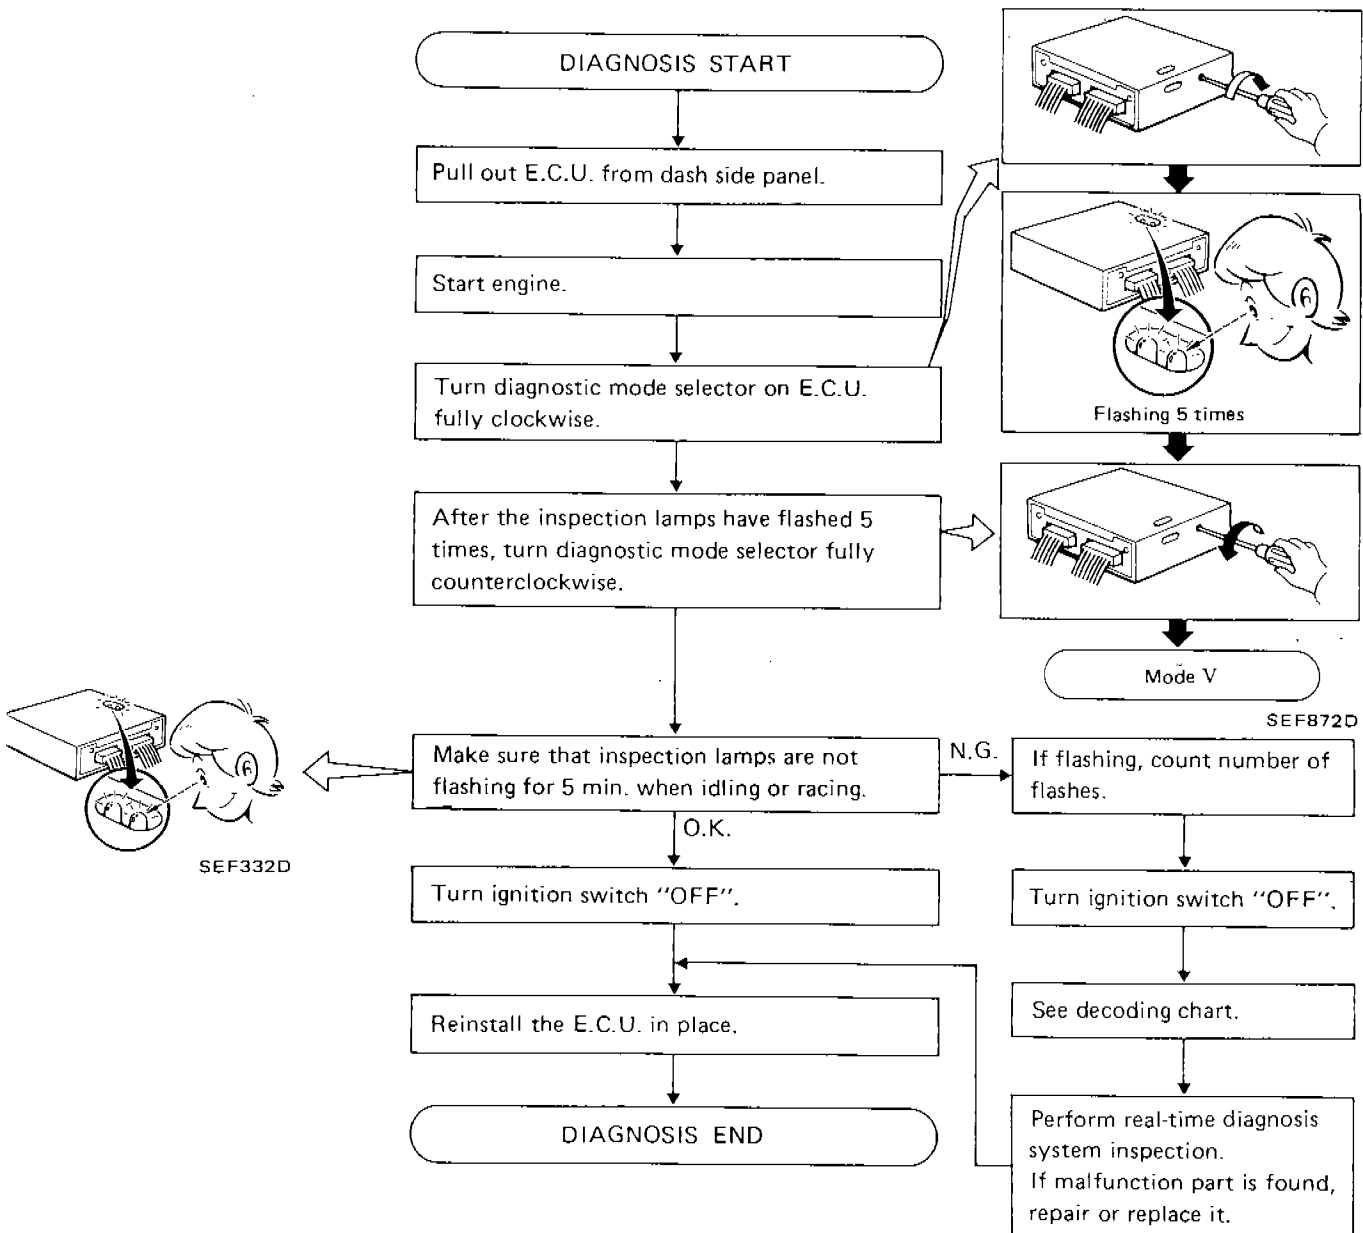 DIAGNOSIS START
Pull out E.C.U. from dash side panel.
Start engine.
Turn diagnostic mode selector on E.C.U.
fully clockwise.
Flashing 5 times
After the inspection lamps have flashed 5
times, turn diagnostic mode selector fully
counterclockwise.
Mode V
SEF872D
Make sure that inspection lamps are not
flashing for 5 min. when idling or racing.
N.G.
If flashing, count number of
flashes.
SEF332D
O.K.
Turn ignition switch "OFF".
Turn ignition switch "OFF".
Reinstall the E.C.U. in place.
See decoding chart.
DIAGNOSIS END
Perform real-time diagnosis
system inspection.
If malfunction part is found,
repair or replace it.